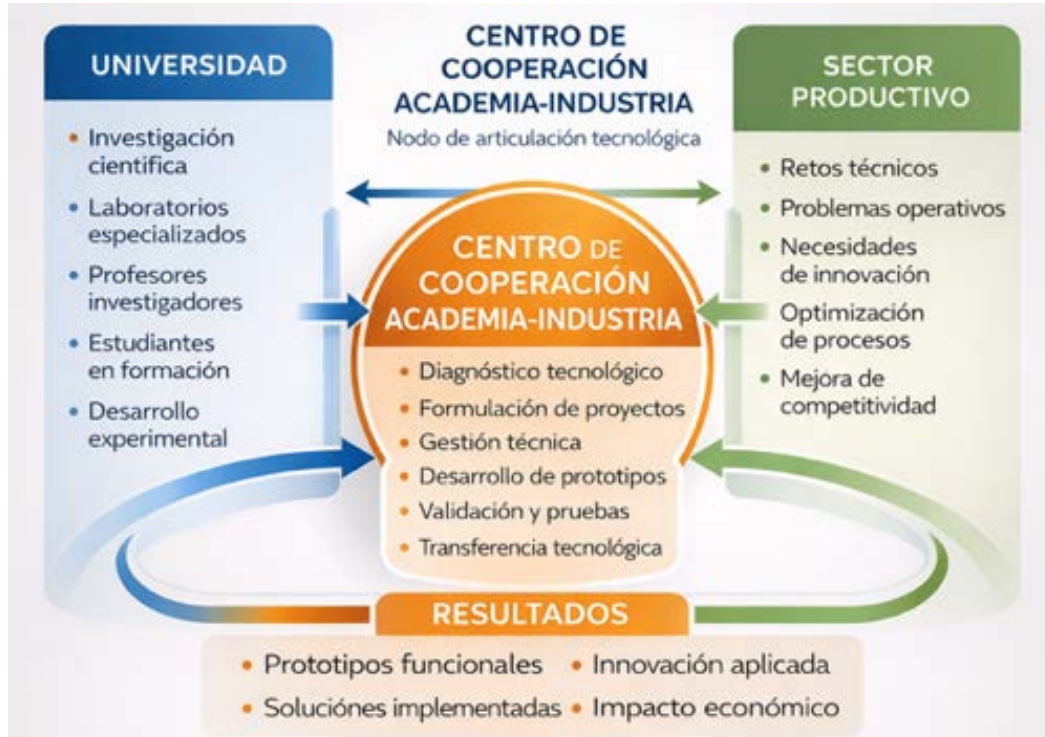 UNIVERSIDAD
• Investigación
científica
• Laboratorios
especializados
• Profesores
investigadores
• Estudiantes
en formación
• Desarrollo
experimental
CENTRO DE
COOPERACIÓN
ACADEMIA-INDUSTRIA
Nodo de articulación tecnológica
CENTRO DE
COOPERACIÓN
ACADEMIA-INDUSTRIA
• Diagnóstico tecnológico
• Formulación de proyectos
• Gestión técnica
• Desarrollo de prototipos
• Validación y pruebas
• Transferencia tecnológica
SECTOR
PRODUCTIVO
• Retos técnicos
• Problemas operativos
• Necesidades
de innovación
Optimización
de procesos
• Mejora de
competitividad
RESULTADOS
• Prototipos funcionales • Innovación aplicada
• Soluciónes implementadas • Impacto económico